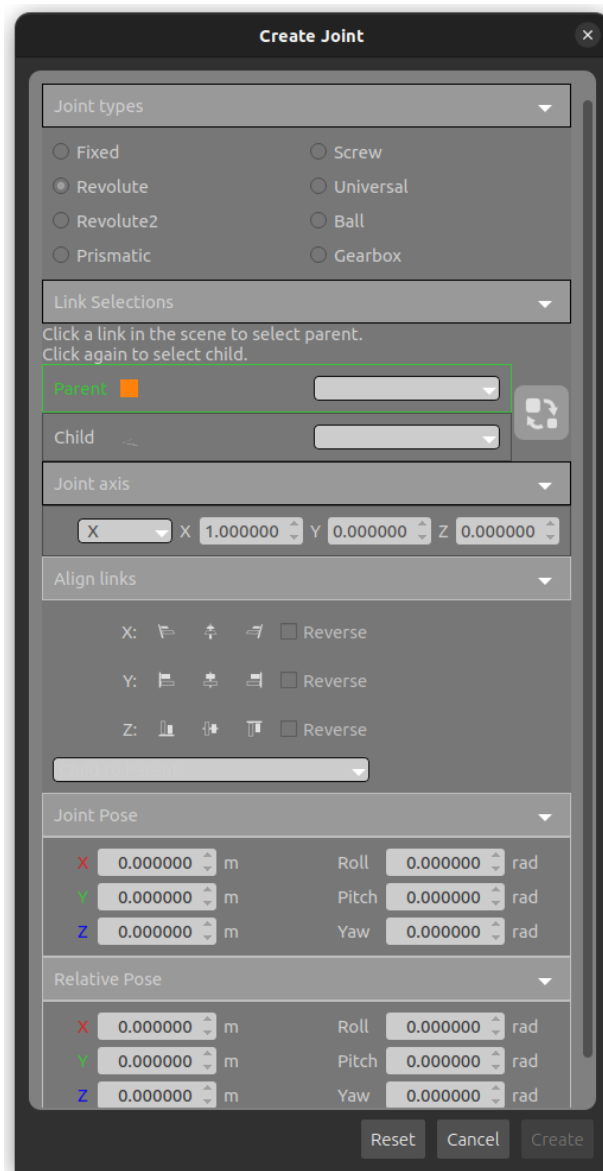 Create Joint
Joint types
Fixed Screw
Revolute Universal
Revolute2 Ball
Prismatic Gearbox
Link Selections
Click a link in the scene to select parent.
Click again to select child.
Parent
Child
Joint axis
X X 1.000000 Y 0.000000 Z 0.000000
Align links
X: Reverse
Y: Reverse
Z: Reverse
Joint Pose
X 0.000000 m Roll 0.000000 rad
Y 0.000000 m Pitch 0.000000 rad
Z 0.000000 m Yaw 0.000000 rad
Relative Pose
X 0.000000 m Roll 0.000000 rad
Y 0.000000 m Pitch 0.000000 rad
Z 0.000000 m Yaw 0.000000 rad
Reset Cancel Create